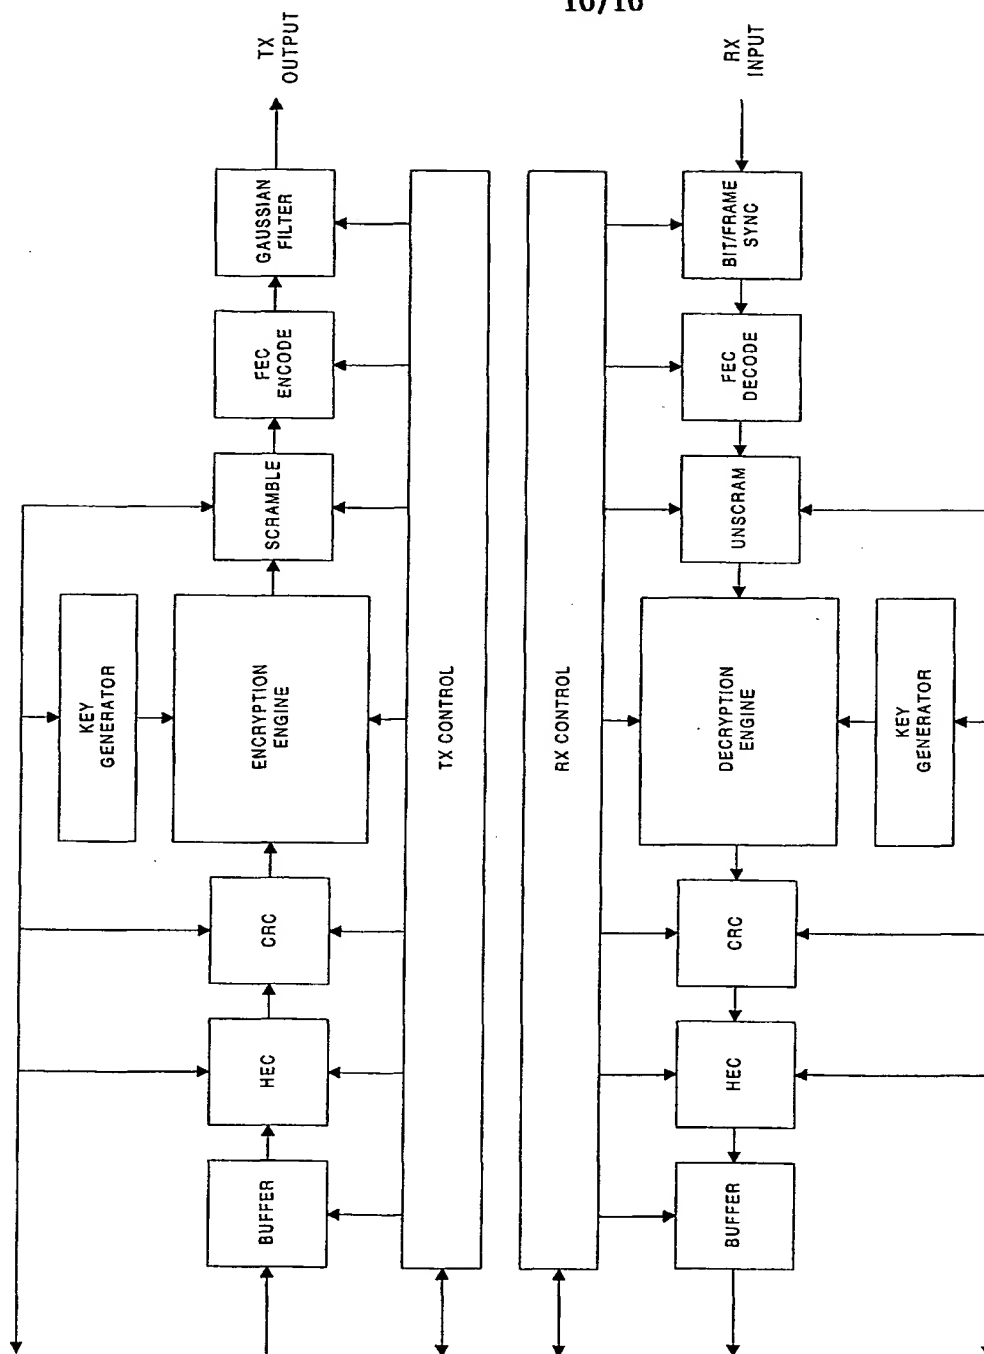 16/16
TX
OUTPUT
GAUSSIAN
FILTER
FEC
ENCODE
SCRAMBLE
KEY
GENERATOR
ENCRYPTION
ENGINE
CRC
HEC
BUFFER
TX CONTROL
RX CONTROL
RX
INPUT
BIT/FRAME
SYNC
FEC
DECODE
UNSCRAM
DECRYPTION
ENGINE
KEY
GENERATOR
CRC
HEC
BUFFER